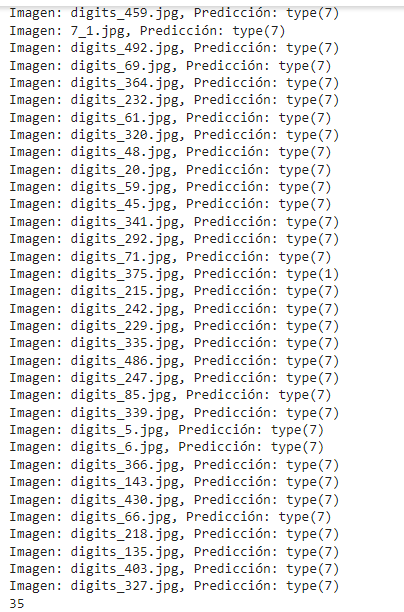 Imagen: digits_459.jpg, Predicción: type(7)
Imagen: 7_1.jpg, Predicción: type(7)
Imagen: digits_492.jpg, Predicción: type(7)
Imagen: digits_69.jpg, Predicción: type(7)
Imagen: digits_364.jpg, Predicción: type(7)
Imagen: digits_232.jpg, Predicción: type(7)
Imagen: digits_61.jpg, Predicción: type(7)
Imagen: digits_320.jpg, Predicción: type(7)
Imagen: digits_48.jpg, Predicción: type(7)
Imagen: digits_20.jpg, Predicción: type(7)
Imagen: digits_59.jpg, Predicción: type(7)
Imagen: digits_45.jpg, Predicción: type(7)
Imagen: digits_341.jpg, Predicción: type(7)
Imagen: digits_292.jpg, Predicción: type(7)
Imagen: digits_71.jpg, Predicción: type(7)
Imagen: digits_375.jpg, Predicción: type(1)
Imagen: digits_215.jpg, Predicción: type(7)
Imagen: digits_242.jpg, Predicción: type(7)
Imagen: digits_229.jpg, Predicción: type(7)
Imagen: digits_335.jpg, Predicción: type(7)
Imagen: digits_486.jpg, Predicción: type(7)
Imagen: digits_247.jpg, Predicción: type(7)
Imagen: digits_85.jpg, Predicción: type(7)
Imagen: digits_339.jpg, Predicción: type(7)
Imagen: digits_5.jpg, Predicción: type(7)
Imagen: digits_6.jpg, Predicción: type(7)
Imagen: digits_366.jpg, Predicción: type(7)
Imagen: digits_143.jpg, Predicción: type(7)
Imagen: digits_430.jpg, Predicción: type(7)
Imagen: digits_66.jpg, Predicción: type(7)
Imagen: digits_218.jpg, Predicción: type(7)
Imagen: digits_135.jpg, Predicción: type(7)
Imagen: digits_403.jpg, Predicción: type(7)
Imagen: digits_327.jpg, Predicción: type(7)
35